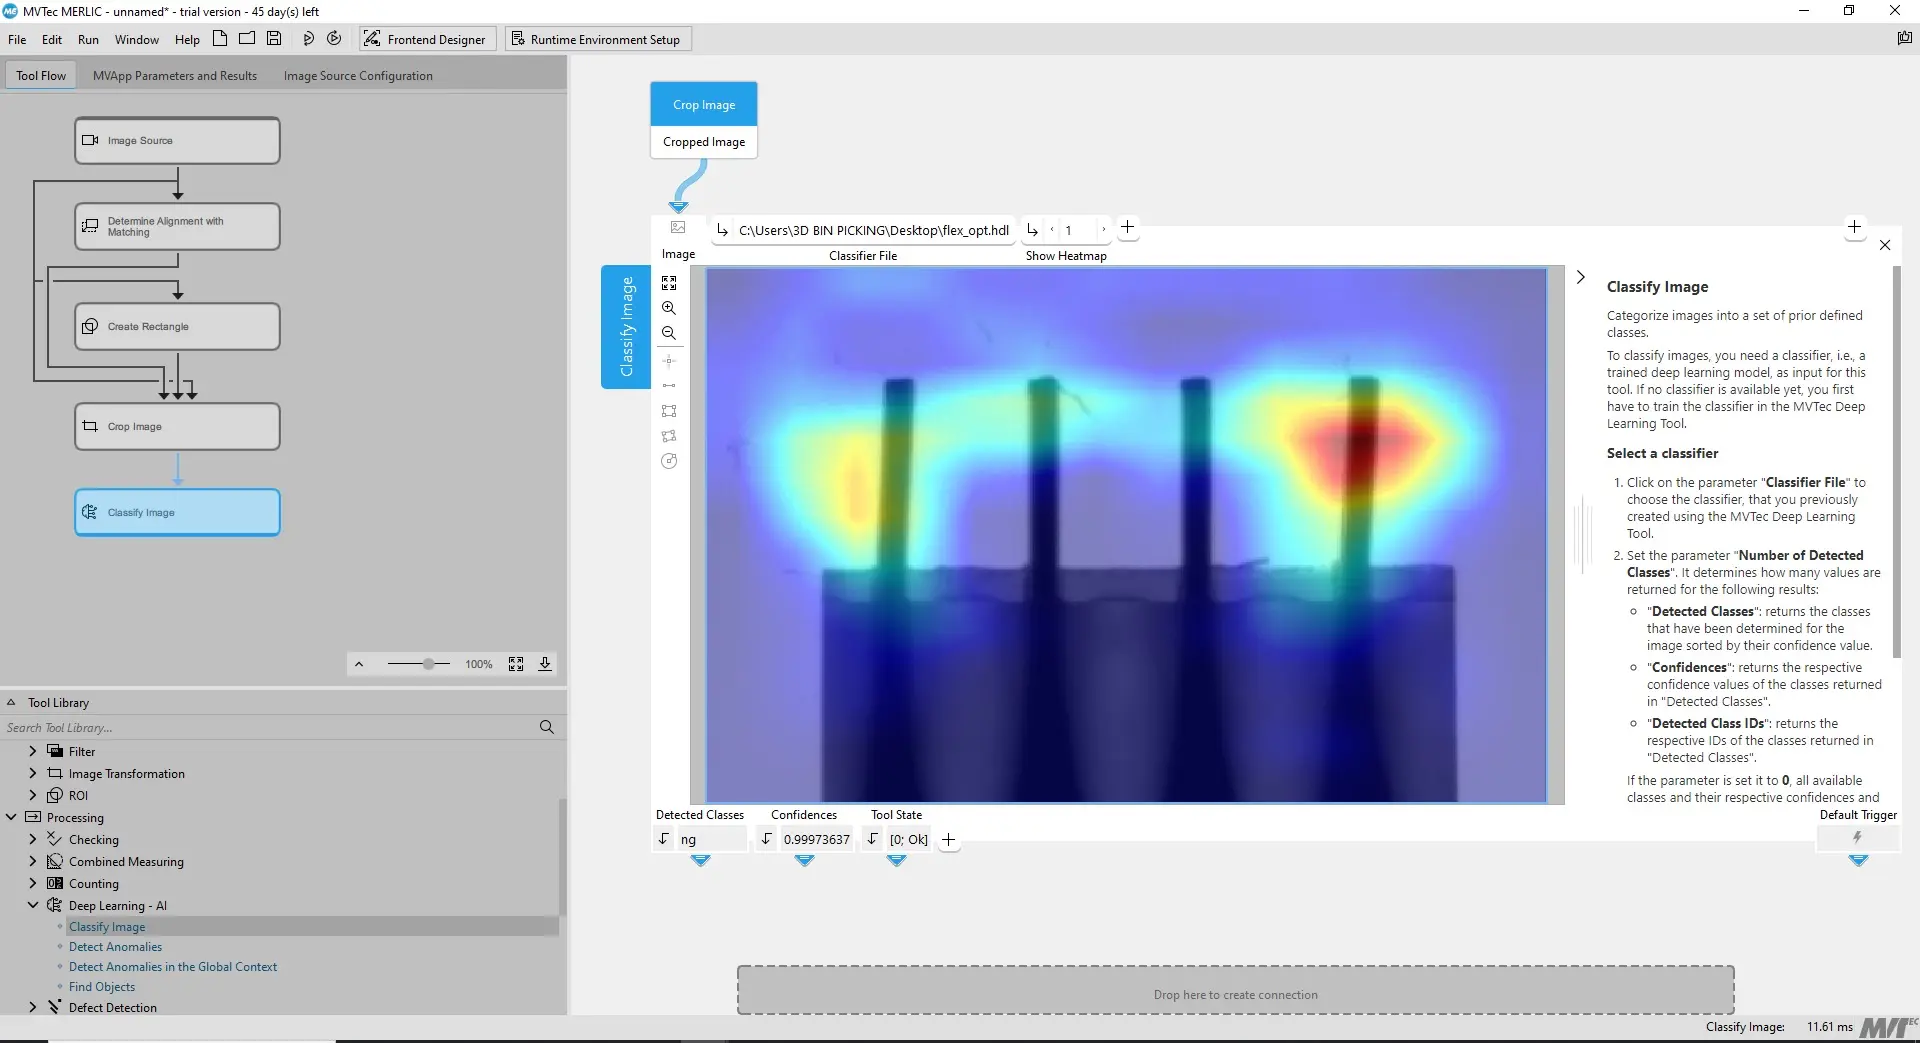 MVTec MERLIC - unnamed* - trial version - 45 day(s) left
File Edit Run Window Help Frontend Designer Runtime Environment Setup
Tool Flow MVApp Parameters and Results Image Source Configuration
Image Source
Determine Alignment with
Matching
Create Rectangle
Crop Image
Classify Image
100%
Tool Library
Search Tool Library...
Filter
Image Transformation
ROI
Processing
Checking
Combined Measuring
Counting
Deep Learning - AI
Classify Image
Detect Anomalies
Detect Anomalies in the Global Context
Find Objects
Defect Detection
Crop Image
Cropped Image
Image
C:\Users\3D BIN PICKING\Desktop\flex_opt.hdl
Classifier File
1
Show Heatmap
Classify Image
Classify Image
Categorize images into a set of prior defined
classes.
To classify images, you need a classifier, i.e., a
trained deep learning model, as input for this
tool. If no classifier is available yet, you first
have to train the classifier in the MVTec Deep
Learning Tool.
Select a classifier
1. Click on the parameter "Classifier File" to
choose the classifier, that you previously
created using the MVTec Deep Learning
Tool.
2. Set the parameter "Number of Detected
Classes". It determines how many values are
returned for the following results:
"Detected Classes": returns the classes
that have been determined for the
image sorted by their confidence value.
"Confidences": returns the respective
confidence values of the classes returned
in "Detected Classes".
"Detected Class IDs": returns the
respective IDs of the classes returned in
"Detected Classes".
If the parameter is set it to 0, all available
classes and their respective confidences and
Detected Classes Confidences Tool State
ng 0.99973637 [0; Ok]
Default Trigger
Drop here to create connection
Classify Image: 11.61 ms
MVTEC